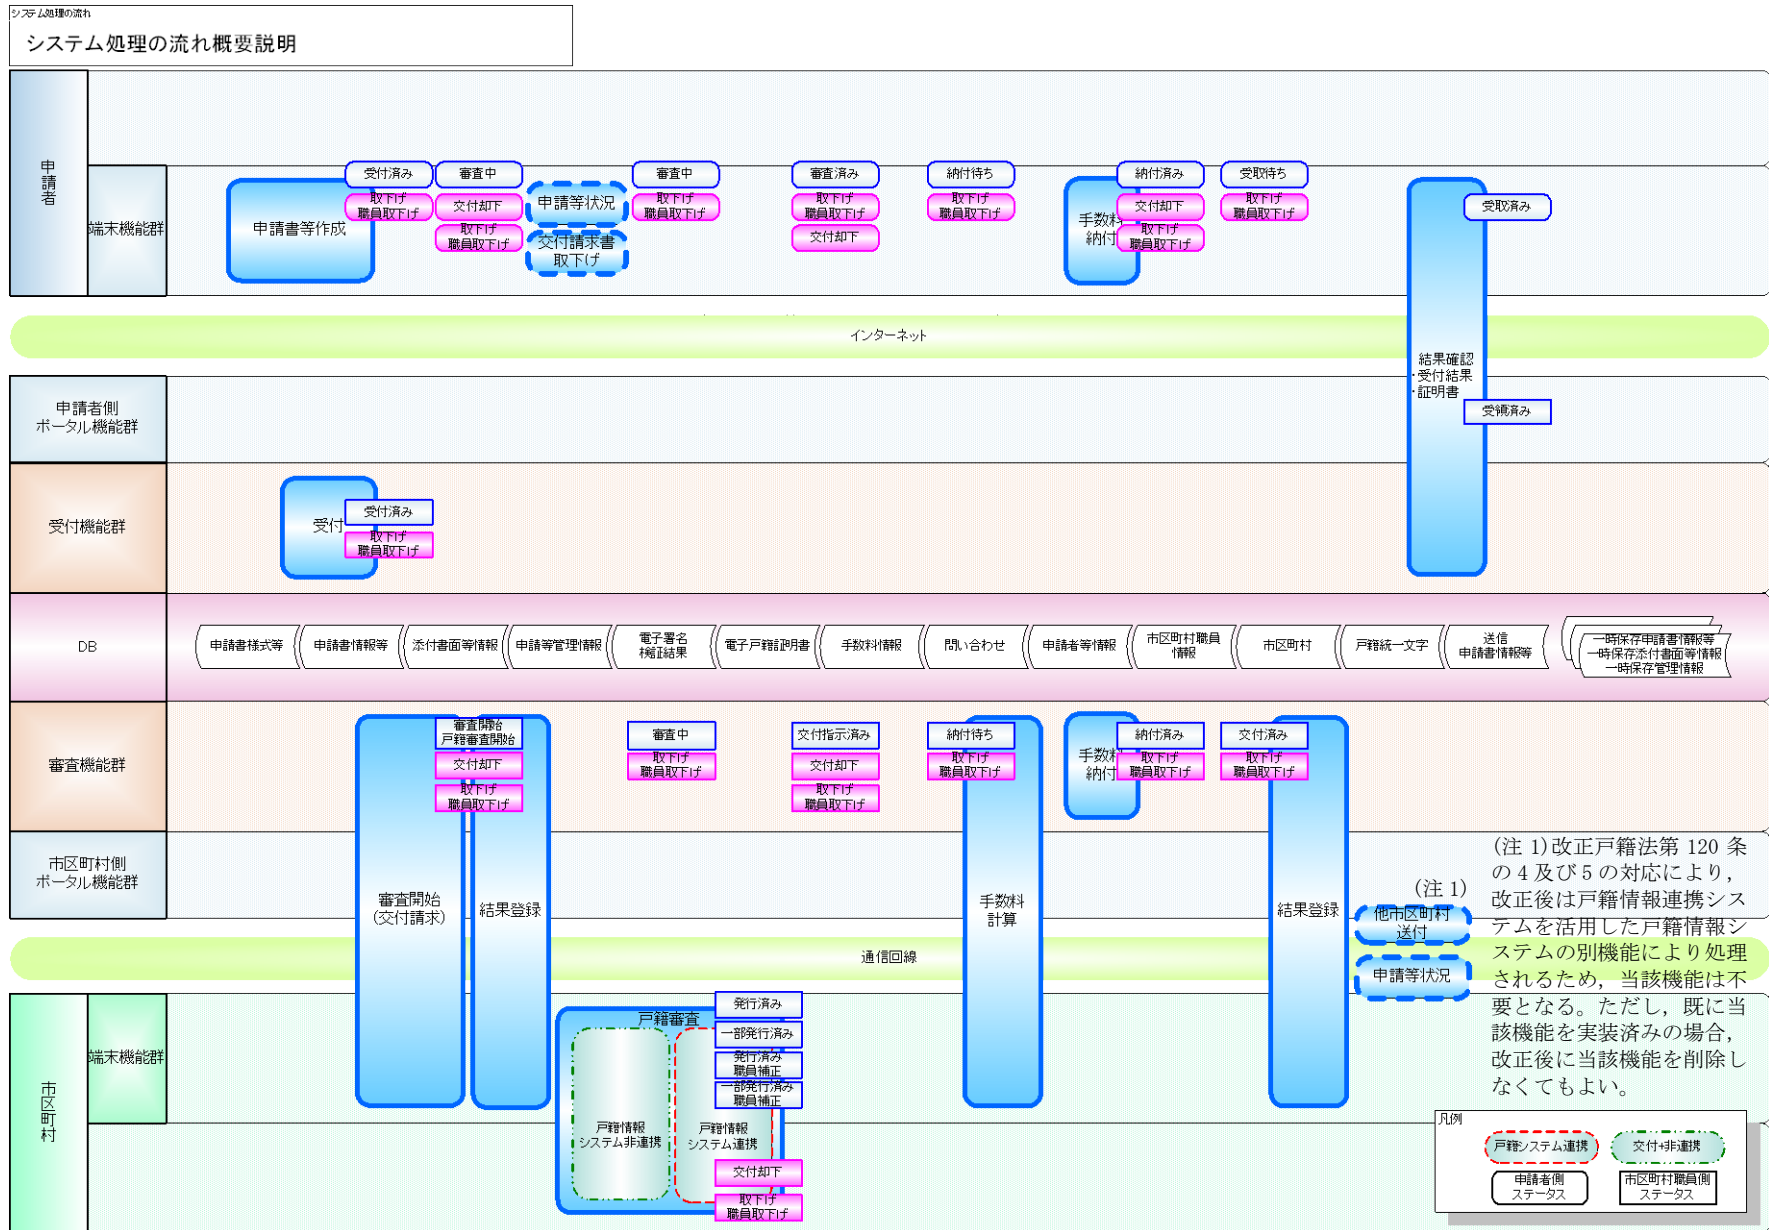 システム処理の流れ
システム処理の流れ概要説明
申請者
端末機能群
申請書等作成
受付済み
取下げ
職員取下げ
審査中
交付却下
取下げ
職員取下げ
申請等状況
交付請求書
取下げ
審査中
取下げ
職員取下げ
審査済み
取下げ
職員取下げ
交付却下
納付待ち
取下げ
職員取下げ
手数料
納付
納付済み
交付却下
取下げ
職員取下げ
受取待ち
取下げ
職員取下げ
受取済み
インターネット
結果確認
・受付結果
・証明書
申請者側
ポータル機能群
受領済み
受付機能群
受付
受付済み
取下げ
職員取下げ
DB
申請書様式等
申請書情報等
添付書面等情報
申請等管理情報
電子署名
検証結果
電子戸籍証明書
手数料情報
問い合わせ
申請者等情報
市区町村職員
情報
市区町村
戸籍統一文字
送信
申請書情報等
一時保存申請書情報等
一時保存添付書面等情報
一時保存管理情報
審査機能群
審査開始
戸籍審査開始
交付却下
取下げ
職員取下げ
審査中
取下げ
職員取下げ
交付指示済み
交付却下
取下げ
職員取下げ
納付待ち
取下げ
職員取下げ
手数料
納付
納付済み
取下げ
職員取下げ
交付済み
取下げ
職員取下げ
市区町村側
ポータル機能群
審査開始
(交付請求)
結果登録
手数料
計算
結果登録
(注 1)
他市区町村
送付
申請等状況
(注 1)改正戸籍法第 120 条
の 4 及び 5 の対応により,
改正後は戸籍情報連携シス
テムを活用した戸籍情報シ
ステムの別機能により処理
されるため，当該機能は不
要となる。ただし，既に当
該機能を実装済みの場合,
改正後に当該機能を削除し
なくてもよい。
通信回線
市区町村
端末機能群
戸籍審査
発行済み
一部発行済み
発行済み
職員補正
一部発行済み
職員補正
戸籍情報
システム非連携
戸籍情報
システム連携
交付却下
取下げ
職員取下げ
凡例
戸籍システム連携
交付+非連携
申請者側
ステータス
市区町村職員側
ステータス